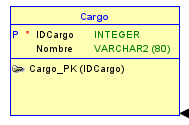 Cargo
P * IDCargo INTEGER
Nombre VARCHAR2 (80)
Cargo_PK (IDCargo)